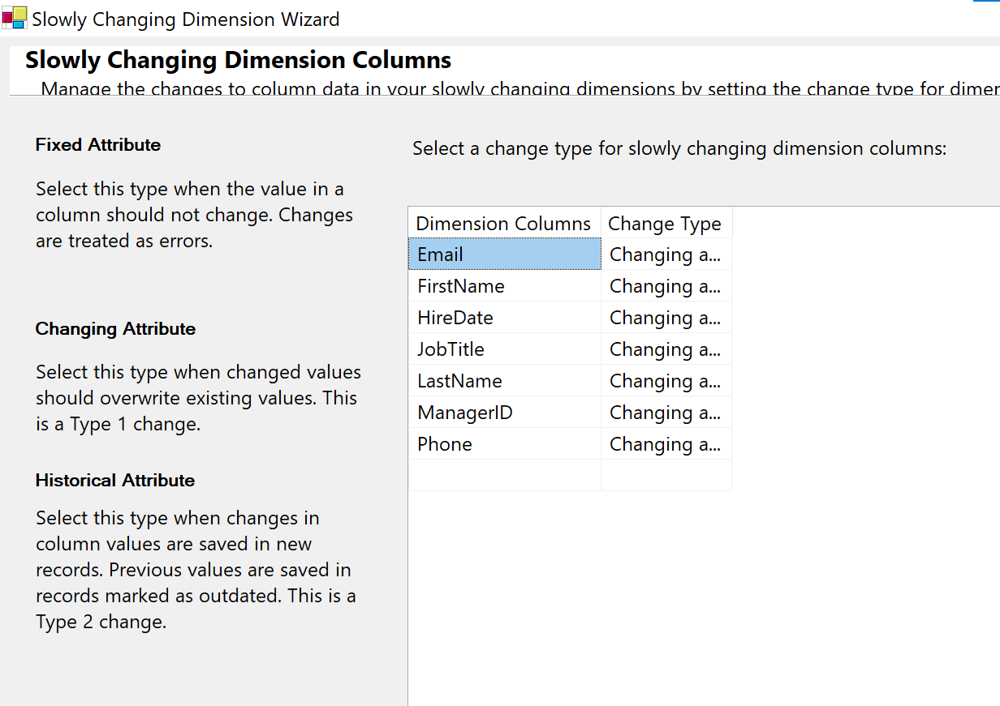 Slowly Changing Dimension Wizard
Slowly Changing Dimension Columns
Manage the changes to column data in your slowly changing dimensions by setting the change type for dimer
Fixed Attribute
Select this type when the value in a
column should not change. Changes
are treated as errors.
Changing Attribute
Select this type when changed values
should overwrite existing values. This
is a Type 1 change.
Historical Attribute
Select this type when changes in
column values are saved in new
records. Previous values are saved in
records marked as outdated. This is a
Type 2 change.
Select a change type for slowly changing dimension columns:
Dimension Columns Change Type
Email Changing a...
FirstName Changing a...
HireDate Changing a...
JobTitle Changing a...
LastName Changing a...
ManagerID Changing a...
Phone Changing a...